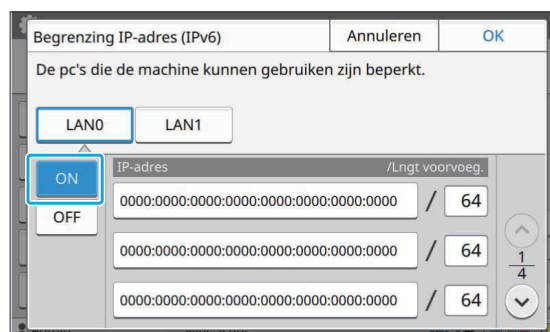 Begrenzing IP-adres (IPv6)
Annuleren
OK
De pc's die de machine kunnen gebruiken zijn beperkt.
LAN0
LAN1
ON
OFF
IP-adres
/Lngt voorvoeg.
0000:0000:0000:0000:0000:0000:0000:0000 / 64
0000:0000:0000:0000:0000:0000:0000:0000 / 64
0000:0000:0000:0000:0000:0000:0000:0000 / 64
1
4